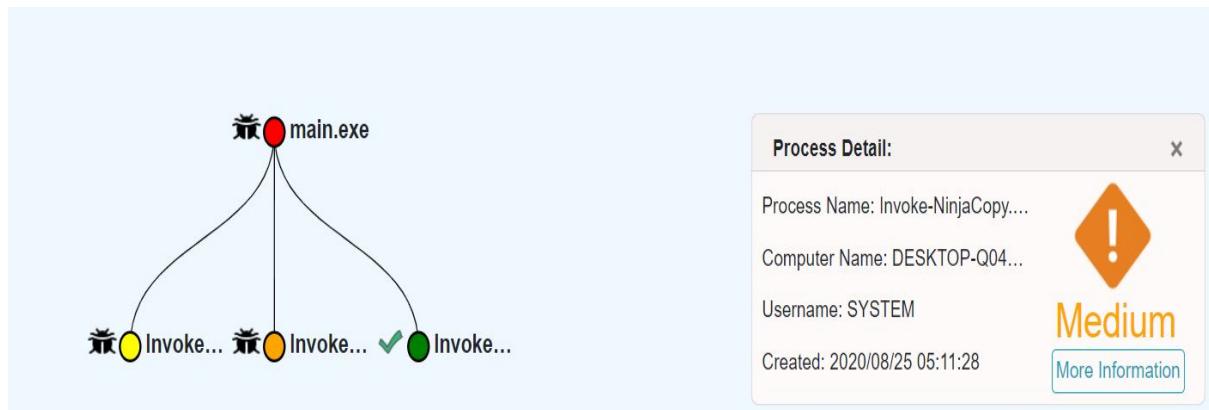 main.exe
Invoke... Invoke... Invoke...
Process Detail: ×
Process Name: Invoke-NinjaCopy....
Computer Name: DESKTOP-Q04...
Username: SYSTEM
Created: 2020/08/25 05:11:28
!
Medium
More Information